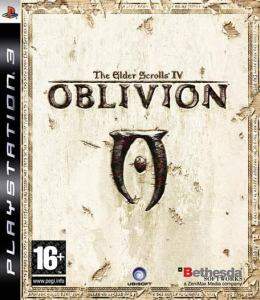 PLAYSTATION 3
The Elder Scrolls IV
OBLIVION
16+
www.pegi.info
UBISOFT
Bethesda
SOFTWORKS
a ZeniMax Media company